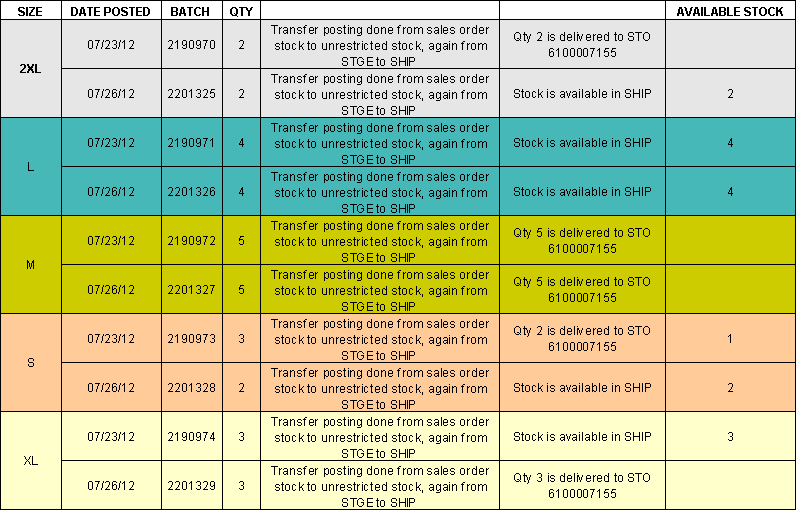 SIZE DATE POSTED BATCH QTY AVAILABLE STOCK
2XL
07/23/12 2190970 2
Transfer posting done from sales order
stock to unrestricted stock, again from
STGE to SHIP
Qty 2 is delivered to STO
6100007155
07/26/12 2201325 2
Transfer posting done from sales order
stock to unrestricted stock, again from
STGE to SHIP
Stock is available in SHIP 2
L
07/23/12 2190971 4
Transfer posting done from sales order
stock to unrestricted stock, again from
STGE to SHIP
Stock is available in SHIP 4
07/26/12 2201326 4
Transfer posting done from sales order
stock to unrestricted stock, again from
STGE to SHIP
Stock is available in SHIP 4
M
07/23/12 2190972 5
Transfer posting done from sales order
stock to unrestricted stock, again from
STGE to SHIP
Qty 5 is delivered to STO
6100007155
07/26/12 2201327 5
Transfer posting done from sales order
stock to unrestricted stock, again from
STGE to SHIP
Qty 5 is delivered to STO
6100007155
S
07/23/12 2190973 3
Transfer posting done from sales order
stock to unrestricted stock, again from
STGE to SHIP
Qty 2 is delivered to STO
6100007155
1
07/26/12 2201328 2
Transfer posting done from sales order
stock to unrestricted stock, again from
STGE to SHIP
Stock is available in SHIP 2
XL
07/23/12 2190974 3
Transfer posting done from sales order
stock to unrestricted stock, again from
STGE to SHIP
Stock is available in SHIP 3
07/26/12 2201329 3
Transfer posting done from sales order
stock to unrestricted stock, again from
STGE to SHIP
Qty 3 is delivered to STO
6100007155